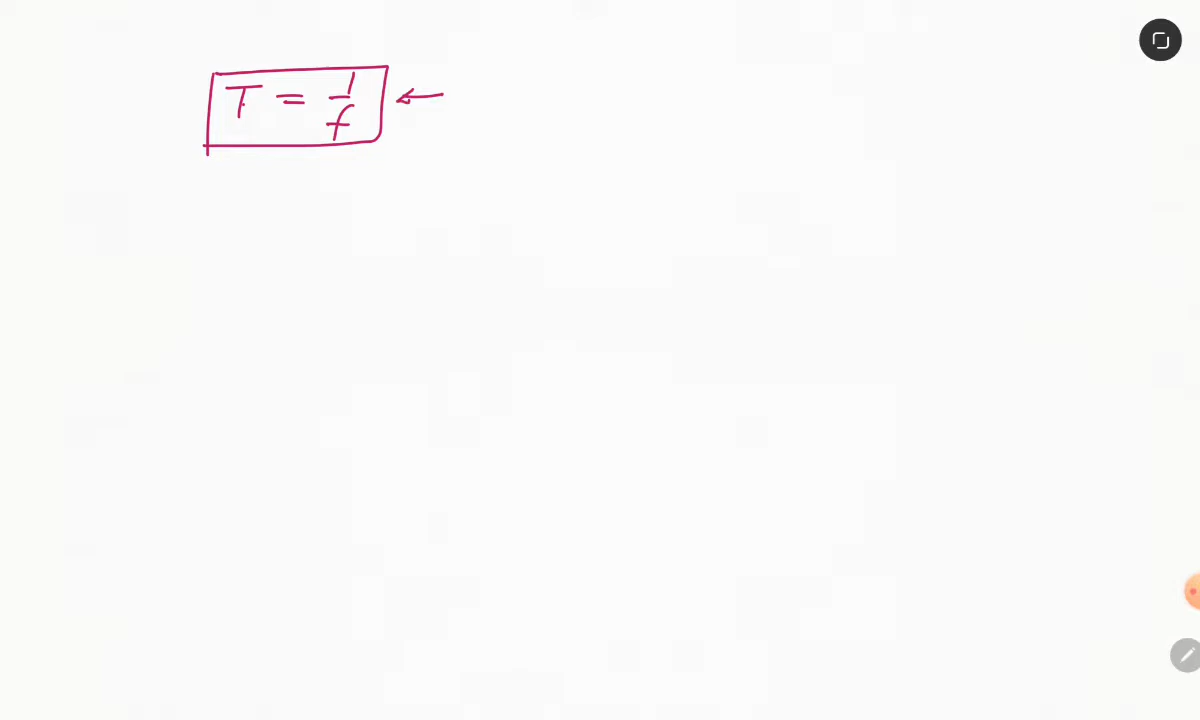 T = 1/f ←